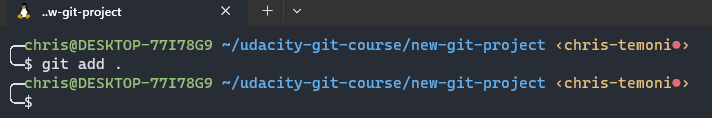 ..w-git-project
chris@DESKTOP-77I78G9 ~/udacity-git-course/new-git-project ‹chris-temoni●›
$ git add .
chris@DESKTOP-77I78G9 ~/udacity-git-course/new-git-project ‹chris-temoni●›
$